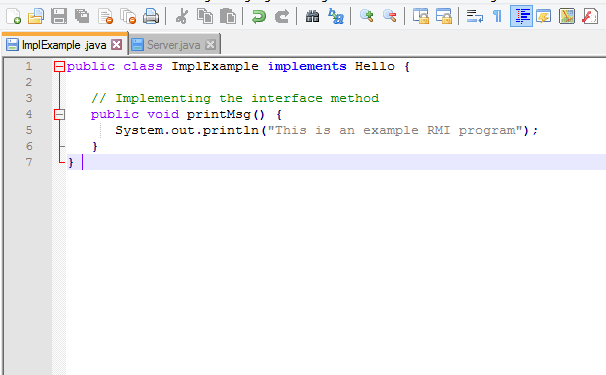 ImplExample .java Server.java
1 public class ImplExample implements Hello {
2
3 // Implementing the interface method
4 public void printMsg() {
5 System.out.println("This is an example RMI program");
6 }
7 }